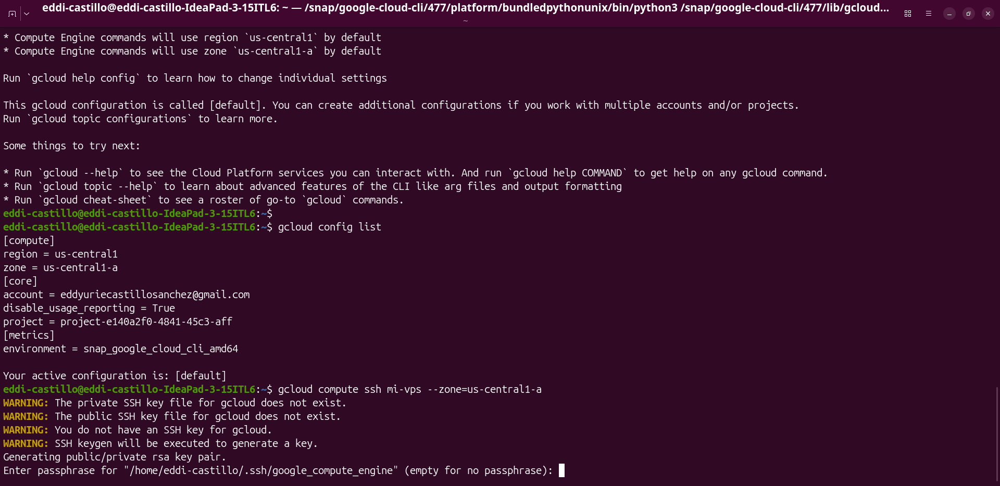 eddi-castillo@eddi-castillo-IdeaPad-3-15ITL6: ~ — /snap/google-cloud-cli/477/platform/bundledpythonunix/bin/python3 /snap/google-cloud-cli/477/lib/gcloud...
~
* Compute Engine commands will use region `us-central1` by default
* Compute Engine commands will use zone `us-central1-a` by default
Run `gcloud help config` to learn how to change individual settings
This gcloud configuration is called [default]. You can create additional configurations if you work with multiple accounts and/or projects.
Run `gcloud topic configurations` to learn more.
Some things to try next:
* Run `gcloud --help` to see the Cloud Platform services you can interact with. And run `gcloud help COMMAND` to get help on any gcloud command.
* Run `gcloud topic --help` to learn about advanced features of the CLI like arg files and output formatting
* Run `gcloud cheat-sheet` to see a roster of go-to `gcloud` commands.
eddi-castillo@eddi-castillo-IdeaPad-3-15ITL6:~$
eddi-castillo@eddi-castillo-IdeaPad-3-15ITL6:~$ gcloud config list
[compute]
region = us-central1
zone = us-central1-a
[core]
account = eddyuriecastillosanchez@gmail.com
disable_usage_reporting = True
project = project-e140a2f0-4841-45c3-aff
[metrics]
environment = snap_google_cloud_cli_amd64
Your active configuration is: [default]
eddi-castillo@eddi-castillo-IdeaPad-3-15ITL6:~$ gcloud compute ssh mi-vps --zone=us-central1-a
WARNING: The private SSH key file for gcloud does not exist.
WARNING: The public SSH key file for gcloud does not exist.
WARNING: You do not have an SSH key for gcloud.
WARNING: SSH keygen will be executed to generate a key.
Generating public/private rsa key pair.
Enter passphrase for "/home/eddi-castillo/.ssh/google_compute_engine" (empty for no passphrase):